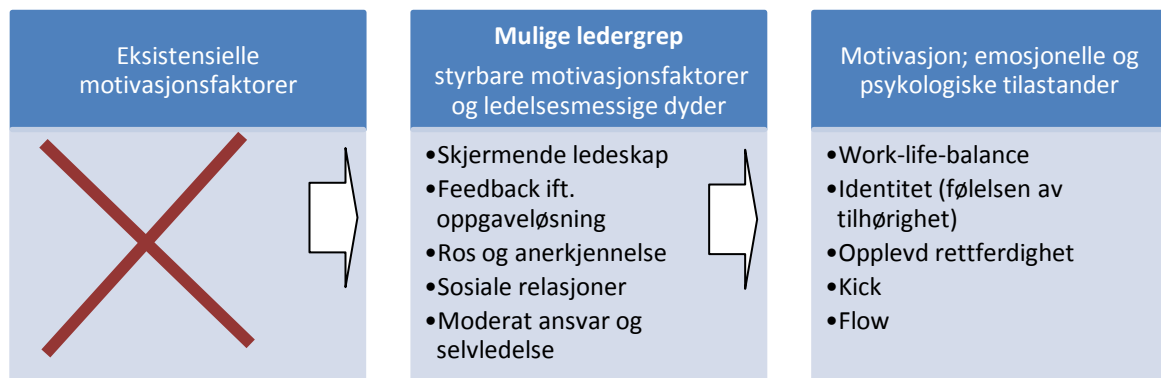 Eksistensielle
motivasjonsfaktorer
Mulige ledergrep
styrbare motivasjonsfaktorer
og ledelsesmessige dyder
•Skjermende ledeskap
•Feedback ift.
oppgaveløsning
•Ros og anerkjennelse
•Sosiale relasjoner
•Moderat ansvar og
selvledelse
Motivasjon; emosjonelle og
psykologiske tilastander
•Work-life-balance
•Identitet (følelsen av
tilhørighet)
•Opplevd rettferdighet
•Kick
•Flow